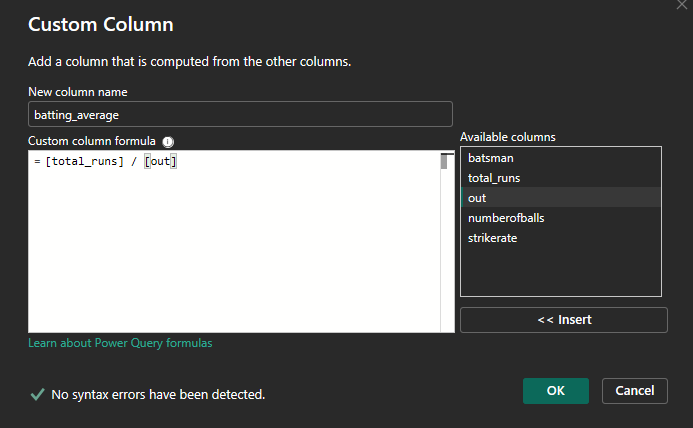 Custom Column
Add a column that is computed from the other columns.
New column name
batting_average
Custom column formula
= [total_runs] / [out]
Available columns
batsman
total_runs
out
numberofballs
strikerate
<< Insert
Learn about Power Query formulas
No syntax errors have been detected.
OK
Cancel